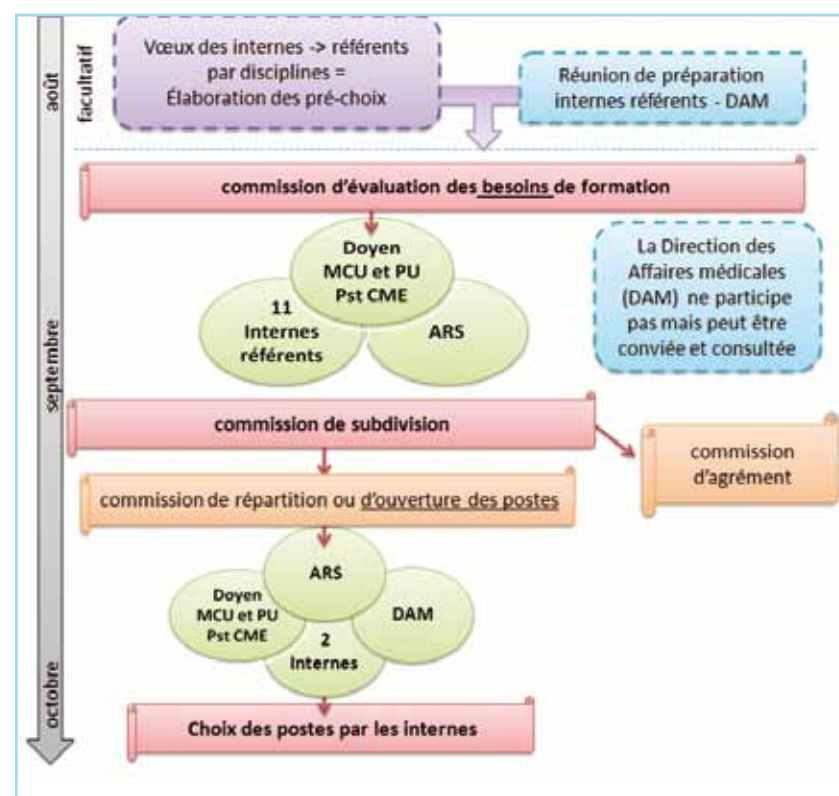 août
facultatif
Vœux des internes -> référents
par disciplines =
Élaboration des pré-choix
Réunion de préparation
internes référents - DAM
commission d'évaluation des besoins de formation
septembre
Doyen
MCU et PU
Pst CME
11
Internes
référents
ARS
La Direction des
Affaires médicales
(DAM) ne participe
pas mais peut être
conviée et consultée
commission de subdivision
commission
d'agrément
commission de répartition ou d'ouverture des postes
ARS
Doyen
MCU et PU
Pst CME
DAM
2
Internes
octobre
Choix des postes par les internes